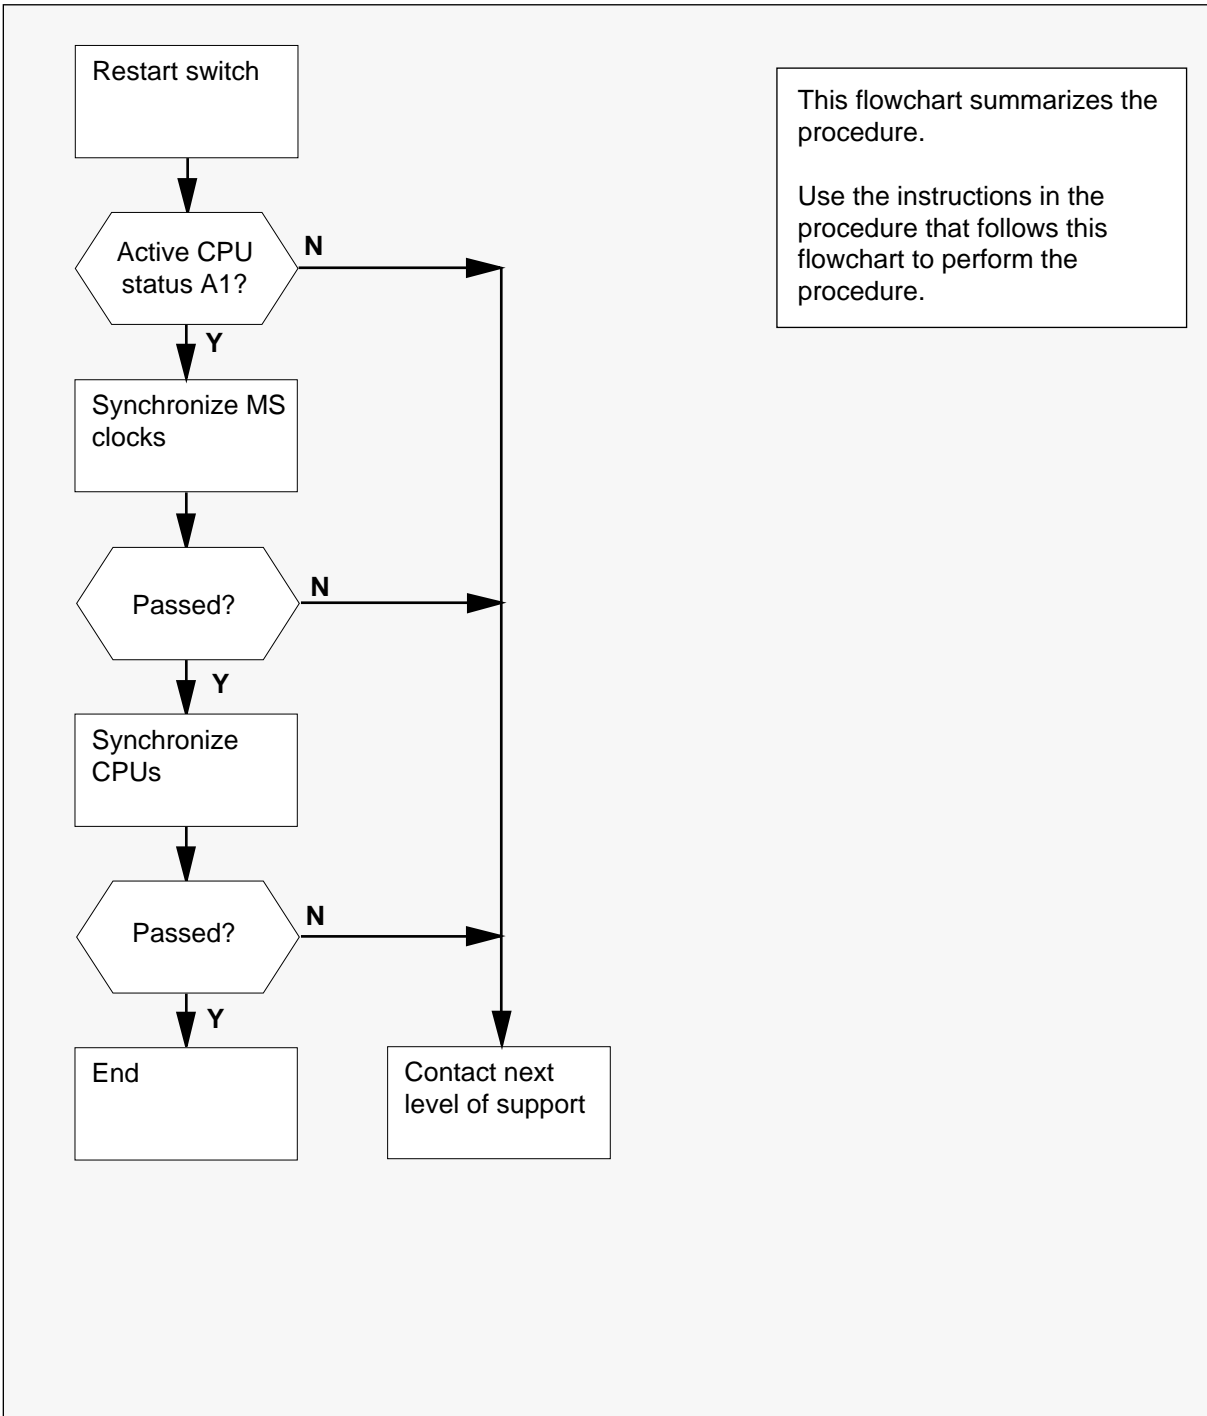 Restart switch
This flowchart summarizes the
procedure.
Use the instructions in the
procedure that follows this
flowchart to perform the
procedure.
Active CPU
status A1?
N
Y
Synchronize MS
clocks
Passed?
N
Y
Synchronize
CPUs
Passed?
N
Y
End
Contact next
level of support